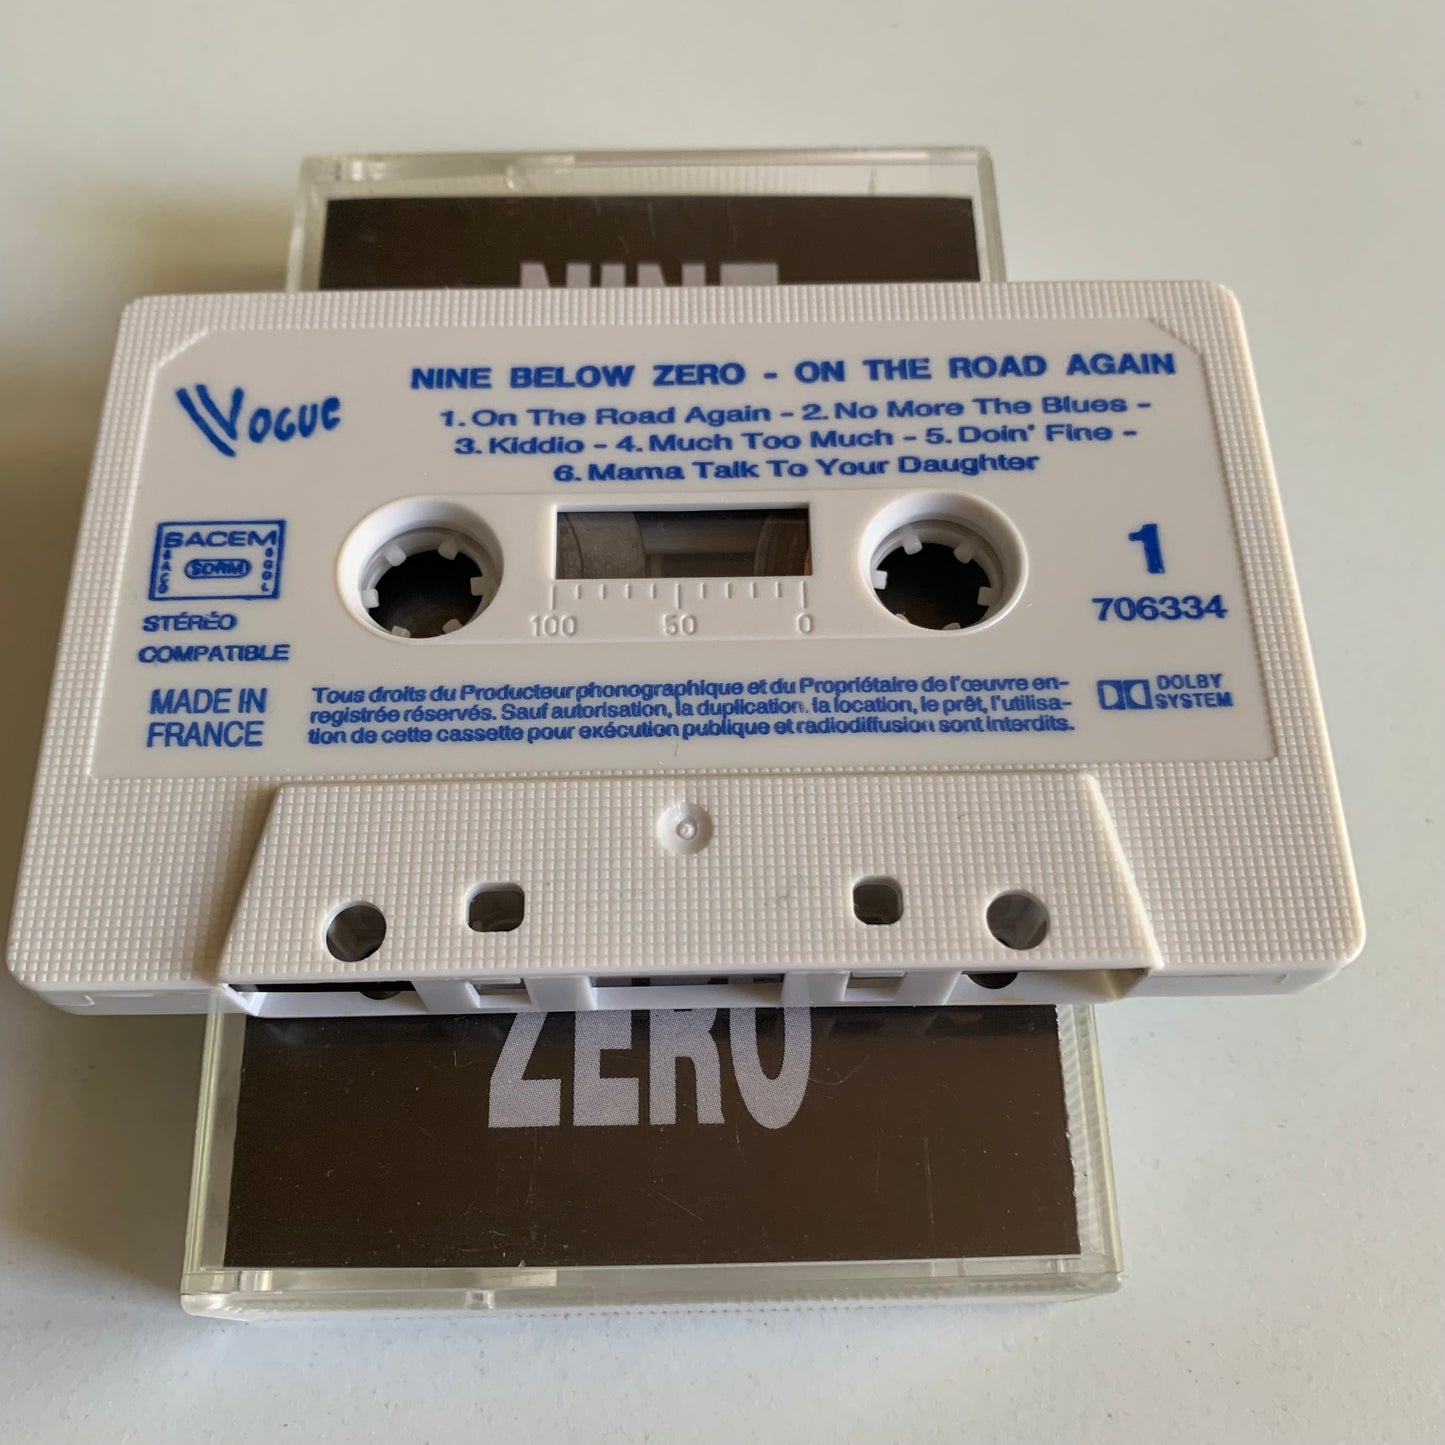 NINE
NINE BELOW ZERO - ON THE ROAD AGAIN
VOGUE
1. On The Road Again - 2. No More The Blues -
3. Kiddio - 4. Much Too Much - 5. Doin' Fine -
6. Mama Talk To Your Daughter
SACEM
SACD
SDRM
SGDL
STÉRÉO
COMPATIBLE
MADE IN
FRANCE
100 50 0
1
706334
Tous droits du Producteur phonographique et du Propriétaire de l'œuvre en-
registrée réservés. Sauf autorisation, la duplication, la location, le prêt, l'utilisa-
tion de cette cassette pour exécution publique et radiodiffusion sont interdits.
DOLBY
SYSTEM
ZERO